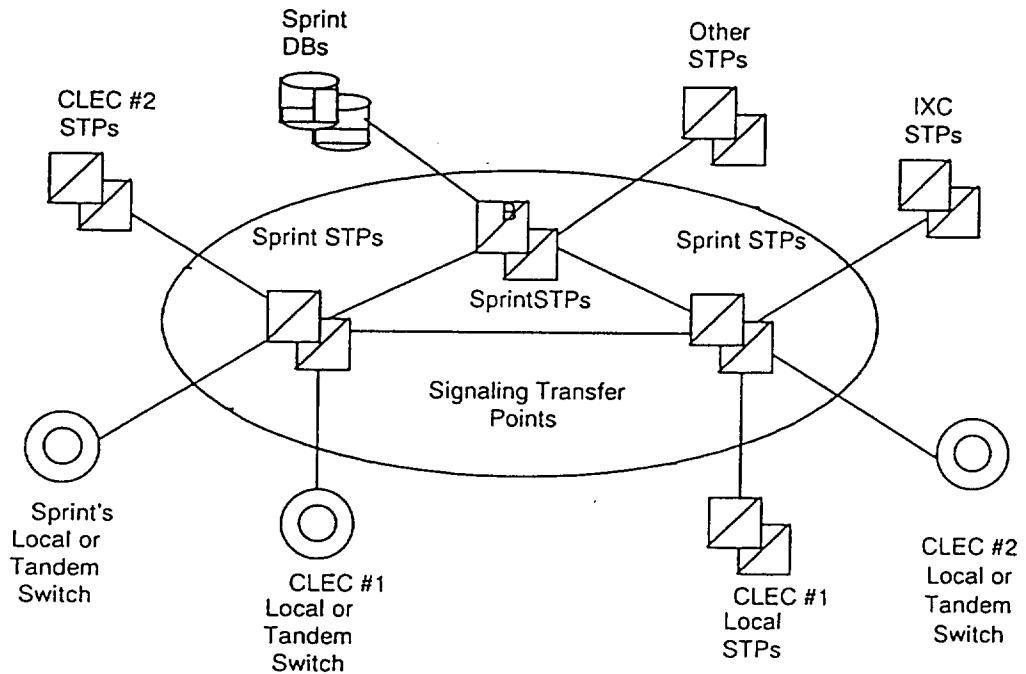 Sprint
DBs
Other
STPs
CLEC #2
STPs
IXC
STPs
B
Sprint STPs
Sprint STPs
SprintSTPs
Signaling Transfer
Points
Sprint's
Local or
Tandem
Switch
CLEC #1
Local or
Tandem
Switch
CLEC #1
Local
STPs
CLEC #2
Local or
Tandem
Switch